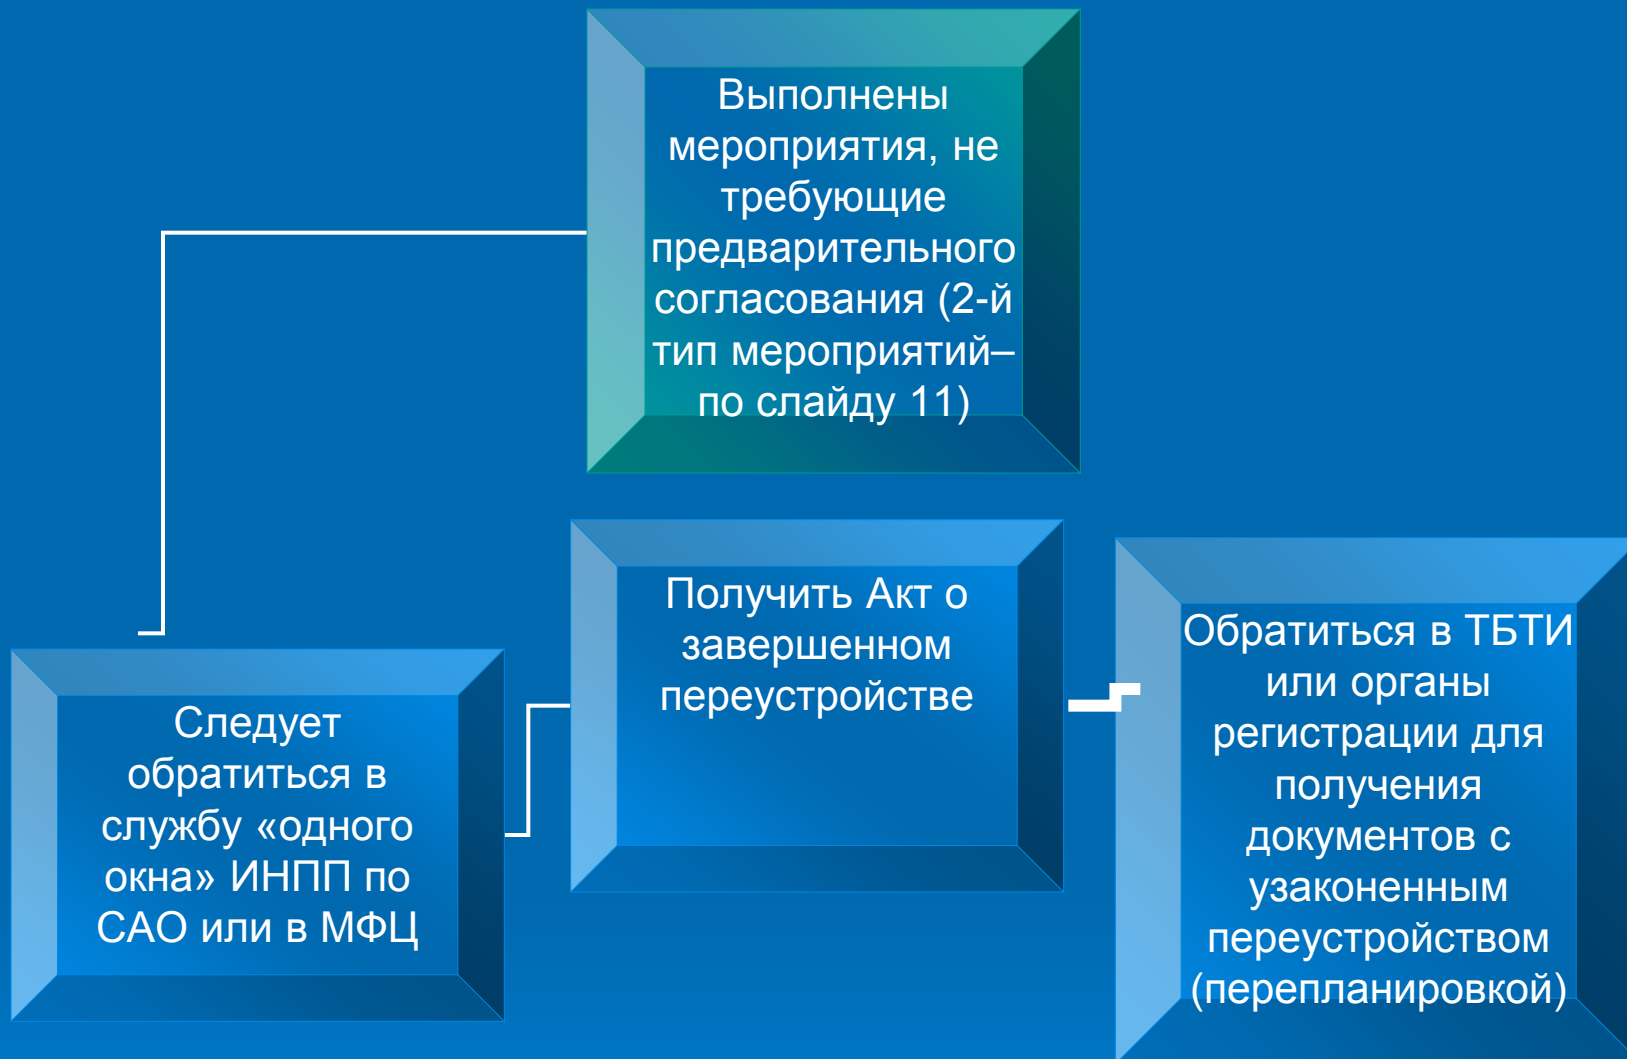 Выполнены
мероприятия, не
требующие
предварительного
согласования (2-й
тип мероприятий–
по слайду 11)
Следует
обратиться в
службу «одного
окна» ИНПП по
САО или в МФЦ
Получить Акт о
завершенном
переустройстве
Обратиться в ТБТИ
или органы
регистрации для
получения
документов с
узаконенным
переустройством
(перепланировкой)